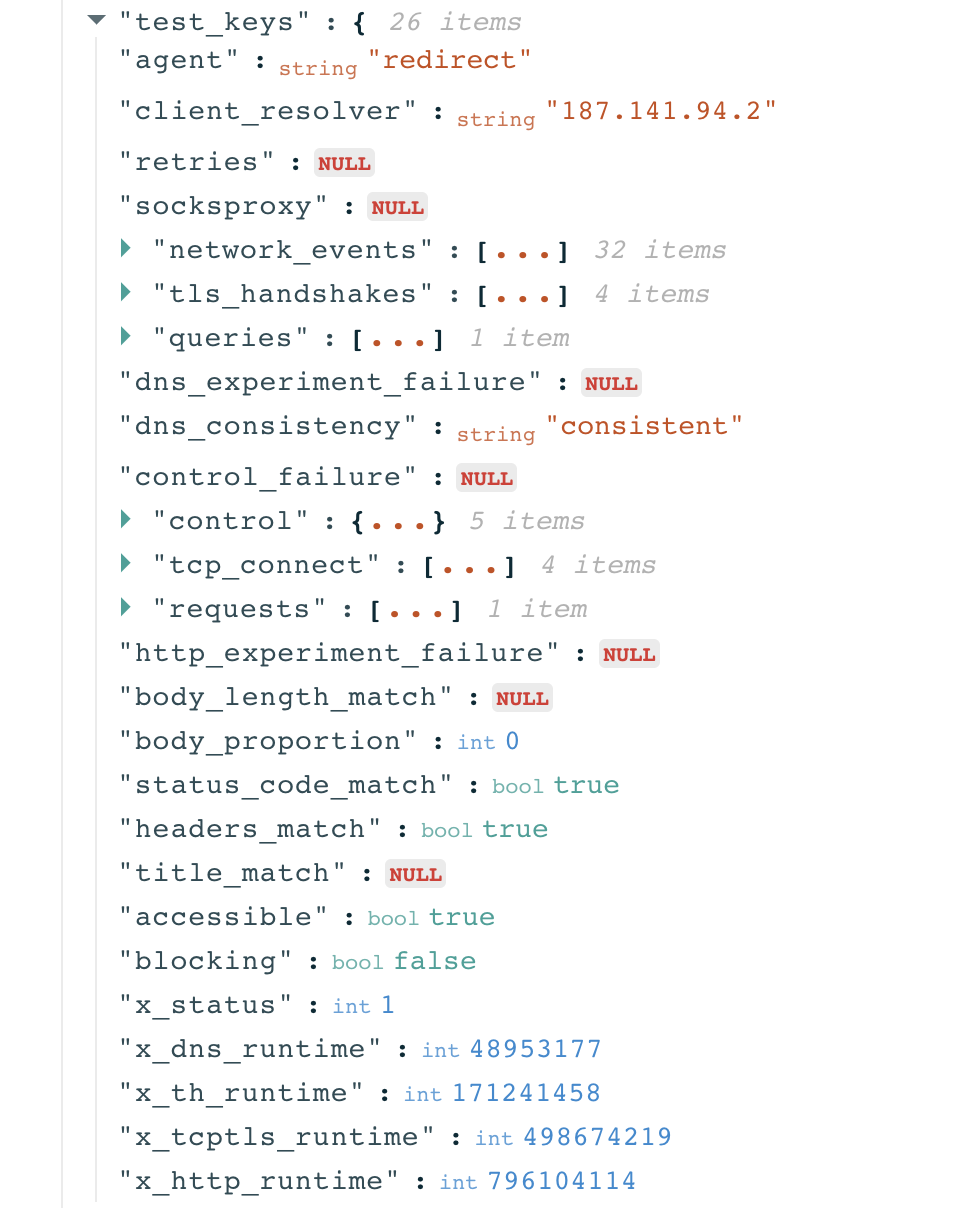 "test_keys" : { 26 items
"agent" : string "redirect"
"client_resolver" : string "187.141.94.2"
"retries" : NULL
"socksproxy" : NULL
"network_events" : [...] 32 items
"tls_handshakes" : [...] 4 items
"queries" : [...] 1 item
"dns_experiment_failure" : NULL
"dns_consistency" : string "consistent"
"control_failure" : NULL
"control" : {...} 5 items
"tcp_connect" : [...] 4 items
"requests" : [...] 1 item
"http_experiment_failure" : NULL
"body_length_match" : NULL
"body_proportion" : int 0
"status_code_match" : bool true
"headers_match" : bool true
"title_match" : NULL
"accessible" : bool true
"blocking" : bool false
"x_status" : int 1
"x_dns_runtime" : int 48953177
"x_th_runtime" : int 171241458
"x_tcptls_runtime" : int 498674219
"x_http_runtime" : int 796104114